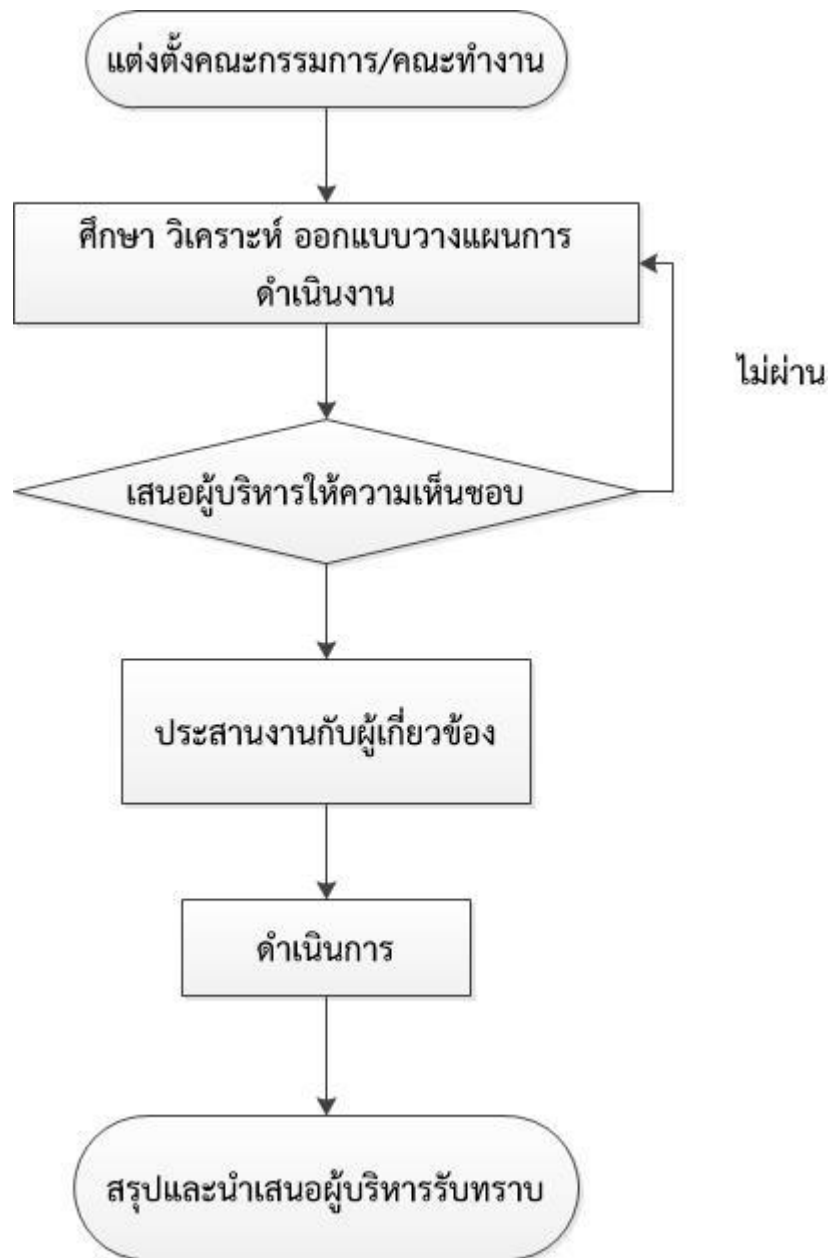 แต่งตั้งคณะกรรมการ/คณะทำงาน
ศึกษา วิเคราะห์ ออกแบบวางแผนการ
ดำเนินงาน
ไม่ผ่าน
เสนอผู้บริหารให้ความเห็นชอบ
ประสานงานกับผู้เกี่ยวข้อง
ดำเนินการ
สรุปและนำเสนอผู้บริหารรับทราบ